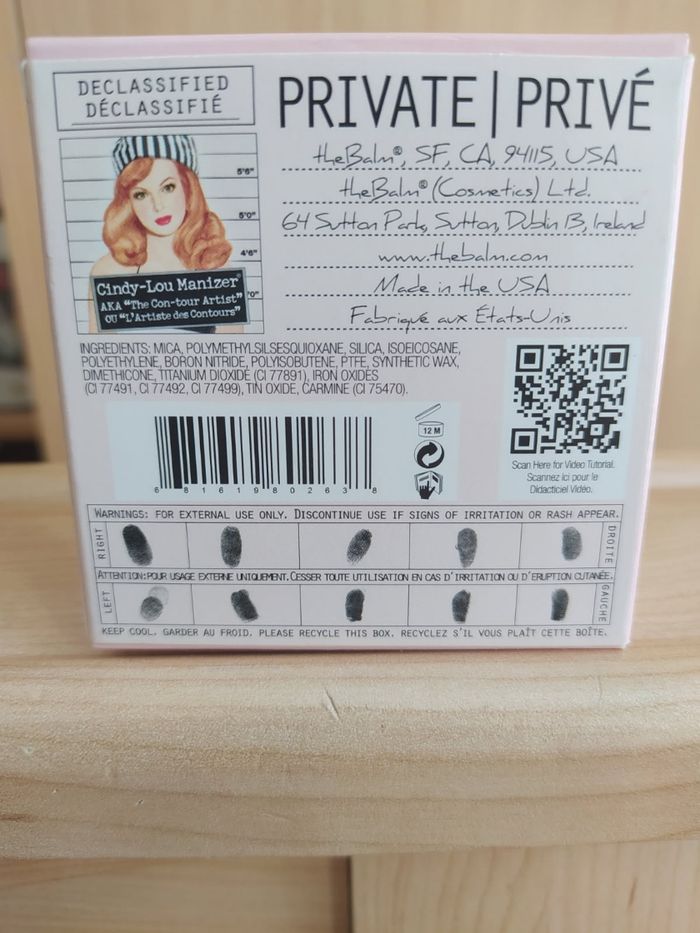 DECLASSIFIED
DÉCLASSIFIÉ
PRIVATE | PRIVÉ
theBalm®, SF, CA, 94115, USA
theBalm® (Cosmetics) Ltd.
64 Sutton Park, Sutton, Dublin 13, Ireland
www.thebalm.com
Made in the USA
Fabriqué aux États-Unis
5'6"
5'0"
4'6"
'0"
Cindy-Lou Manizer®
AKA "The Con-tour Artist"
OU "L'Artiste des Contours"
INGREDIENTS: MICA, POLYMETHYLSILSESQUIOXANE, SILICA, ISOEICOSANE,
POLYETHYLENE, BORON NITRIDE, POLYISOBUTENE, PTFE, SYNTHETIC WAX,
DIMETHICONE, TITANIUM DIOXIDE (CI 77891), IRON OXIDES
(CI 77491, CI 77492, CI 77499), TIN OXIDE, CARMINE (CI 75470).
12 M
6 81619 80263 8
Scan Here for Video Tutorial.
Scannez Ici pour le
Didacticiel Vidéo.
WARNINGS: FOR EXTERNAL USE ONLY. DISCONTINUE USE IF SIGNS OF IRRITATION OR RASH APPEAR.
RIGHT
DROITE
ATTENTION: POUR USAGE EXTERNE UNIQUEMENT. CESSER TOUTE UTILISATION EN CAS D'IRRITATION OU D'ERUPTION CUTANÉE.
LEFT
GAUCHE
KEEP COOL. GARDER AU FROID. PLEASE RECYCLE THIS BOX. RECYCLEZ S'IL VOUS PLAÎT CETTE BOÎTE.